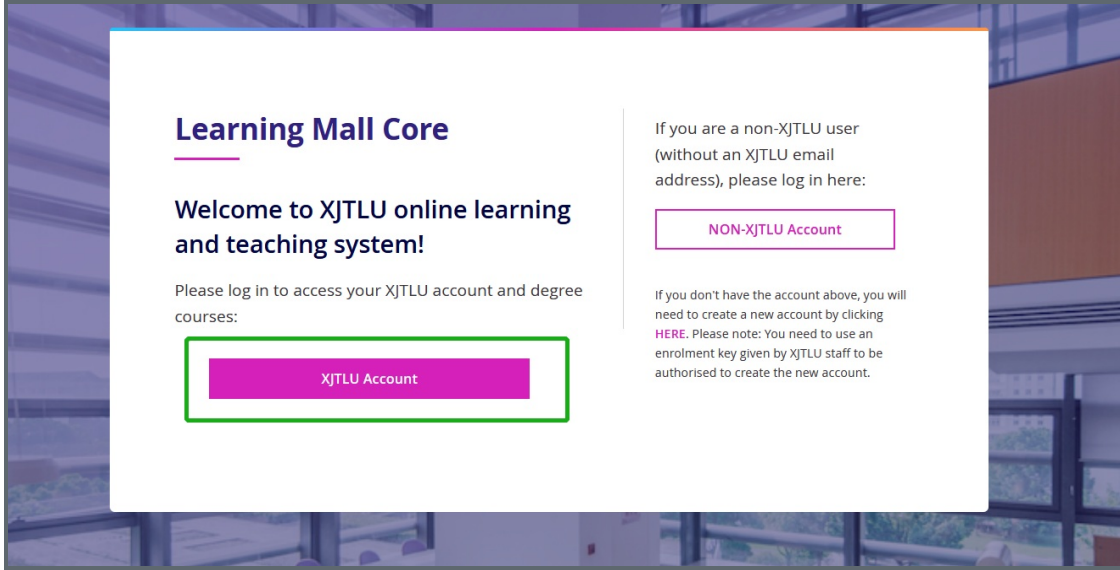 Learning Mall Core
Welcome to XJTLU online learning
and teaching system!
Please log in to access your XJTLU account and degree
courses:
XJTLU Account
If you are a non-XJTLU user
(without an XJTLU email
address), please log in here:
NON-XJTLU Account
If you don't have the account above, you will
need to create a new account by clicking
HERE. Please note: You need to use an
enrolment key given by XJTLU staff to be
authorised to create the new account.